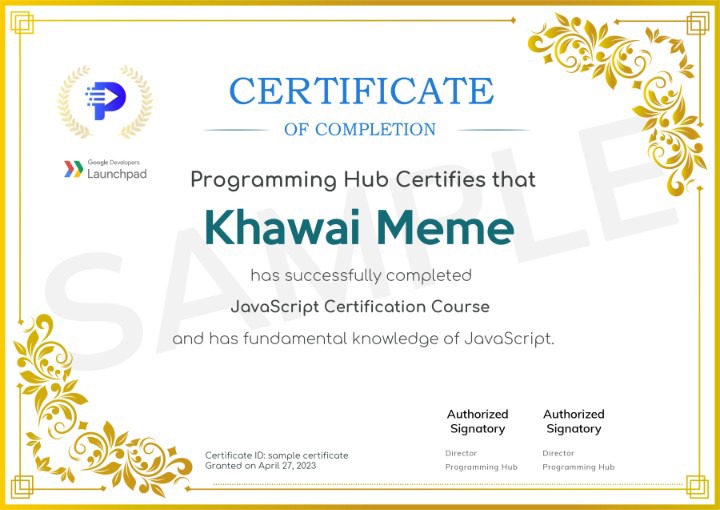 CERTIFICATE
OF COMPLETION
Google Developers
Launchpad
Programming Hub Certifies that
Khawai Meme
has successfully completed
JavaScript Certification Course
and has fundamental knowledge of JavaScript.
SAMPLE
Authorized Signatory
Director
Programming Hub
Authorized Signatory
Director
Programming Hub
Certificate ID: sample certificate
Granted on April 27, 2023